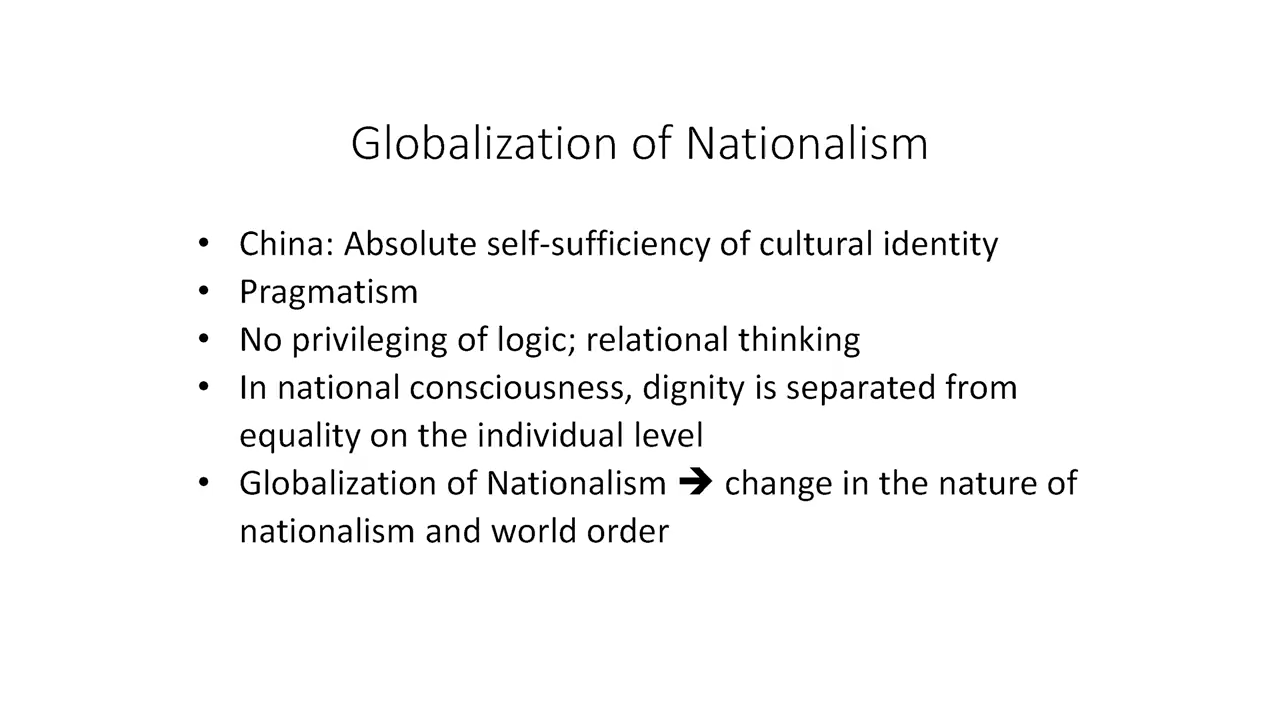 Globalization of Nationalism
• China: Absolute self-sufficiency of cultural identity
• Pragmatism
• No privileging of logic; relational thinking
• In national consciousness, dignity is separated from
equality on the individual level
• Globalization of Nationalism ➔ change in the nature of
nationalism and world order